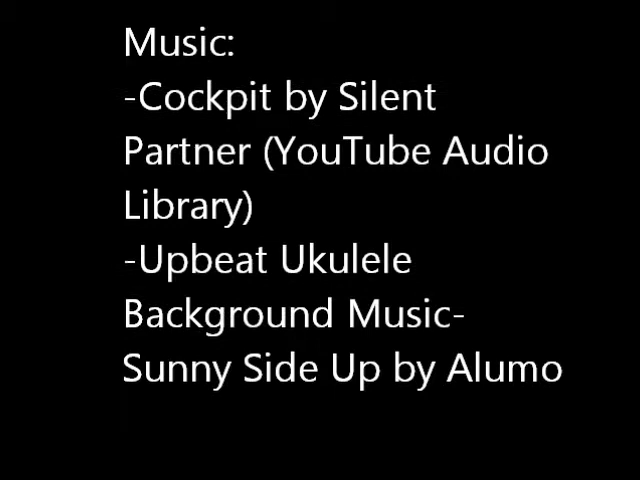 Music:
-Cockpit by Silent
Partner (YouTube Audio
Library)
-Upbeat Ukulele
Background Music-
Sunny Side Up by Alumo